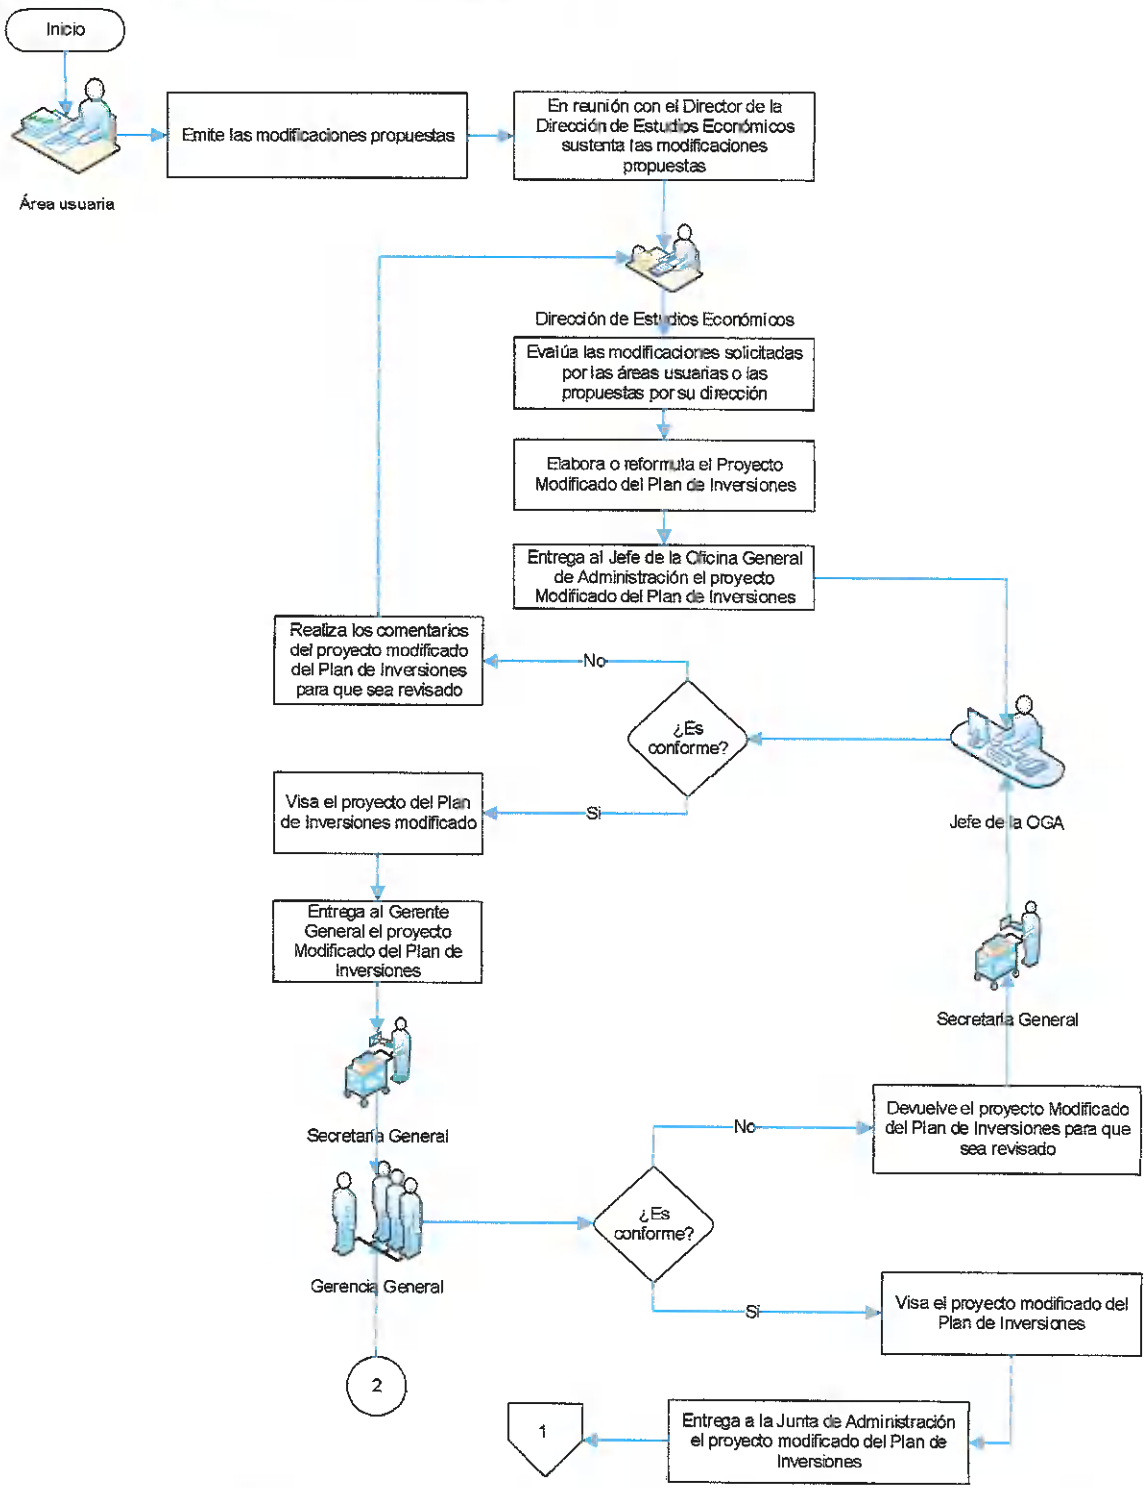 Inicio
Área usuaria
Emite las modificaciones propuestas
En reunión con el Director de la
Dirección de Estudios Económicos
sustenta las modificaciones
propuestas
Dirección de Estudios Económicos
Evalúa las modificaciones solicitadas
por las áreas usuarias o las
propuestas por su dirección
Elabora o reformula el Proyecto
Modificado del Plan de Inversiones
Entrega al Jefe de la Oficina General
de Administración el proyecto
Modificado del Plan de Inversiones
Jefe de la OGA
¿Es
conforme?
No
Realiza los comentarios
del proyecto modificado
del Plan de Inversiones
para que sea revisado
Si
Visa el proyecto del Plan
de Inversiones modificado
Entrega al Gerente
General el proyecto
Modificado del Plan de
Inversiones
Secretaría General
Gerencia General
2
¿Es
conforme?
No
Devuelve el proyecto Modificado
del Plan de Inversiones para que
sea revisado
Secretaría General
Si
Visa el proyecto modificado del
Plan de Inversiones
Entrega a la Junta de Administración
el proyecto modificado del Plan de
Inversiones
1